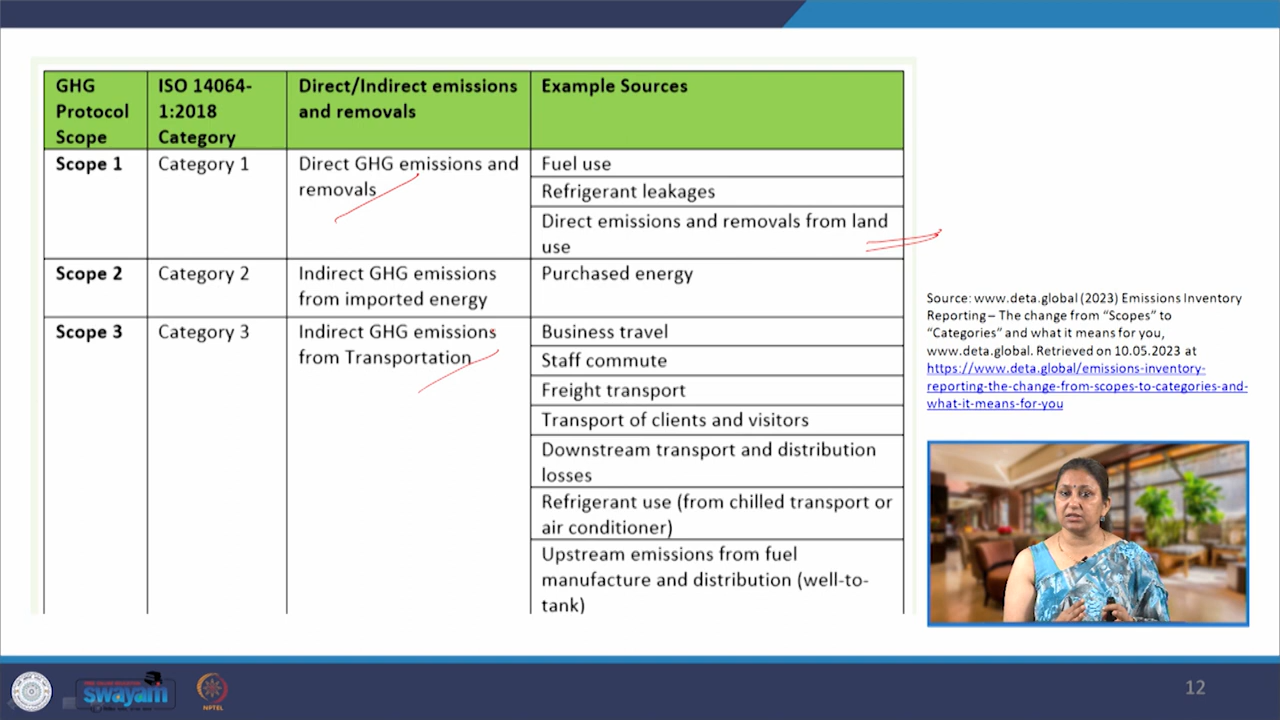 GHG
Protocol
Scope
ISO 14064-
1:2018
Category
Direct/Indirect emissions
and removals
Example Sources
Scope 1
Category 1
Direct GHG emissions and
removals
Fuel use
Refrigerant leakages
Direct emissions and removals from land
use
Scope 2
Category 2
Indirect GHG emissions
from imported energy
Purchased energy
Scope 3
Category 3
Indirect GHG emissions
from Transportation
Business travel
Staff commute
Freight transport
Transport of clients and visitors
Downstream transport and distribution
losses
Refrigerant use (from chilled transport or
air conditioner)
Upstream emissions from fuel
manufacture and distribution (well-to-
tank)
Source: www.deta.global (2023) Emissions Inventory
Reporting – The change from “Scopes” to
“Categories” and what it means for you,
www.deta.global. Retrieved on 10.05.2023 at
https://www.deta.global/emissions-inventory-
reporting-the-change-from-scopes-to-categories-and-
what-it-means-for-you
swayam
NPTEL
12